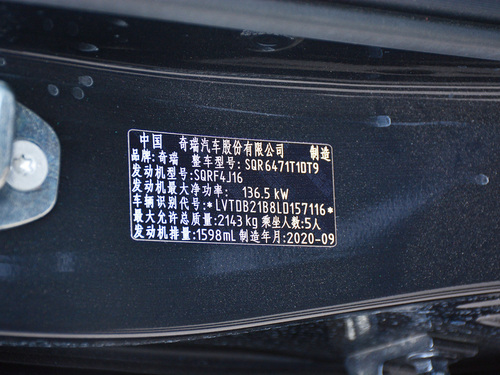 中国 奇瑞汽车股份有限公司 制造
品牌:奇瑞 整车型号:SQR6471T1DT9
发动机型号:SQRF4J16
发动机最大净功率: 136.5 kW
车辆识别代号:*LVTDB21B8LD157116*
最大允许总质量:2143 kg 乘坐人数:5人
发动机排量:1598mL 制造年月:2020-09